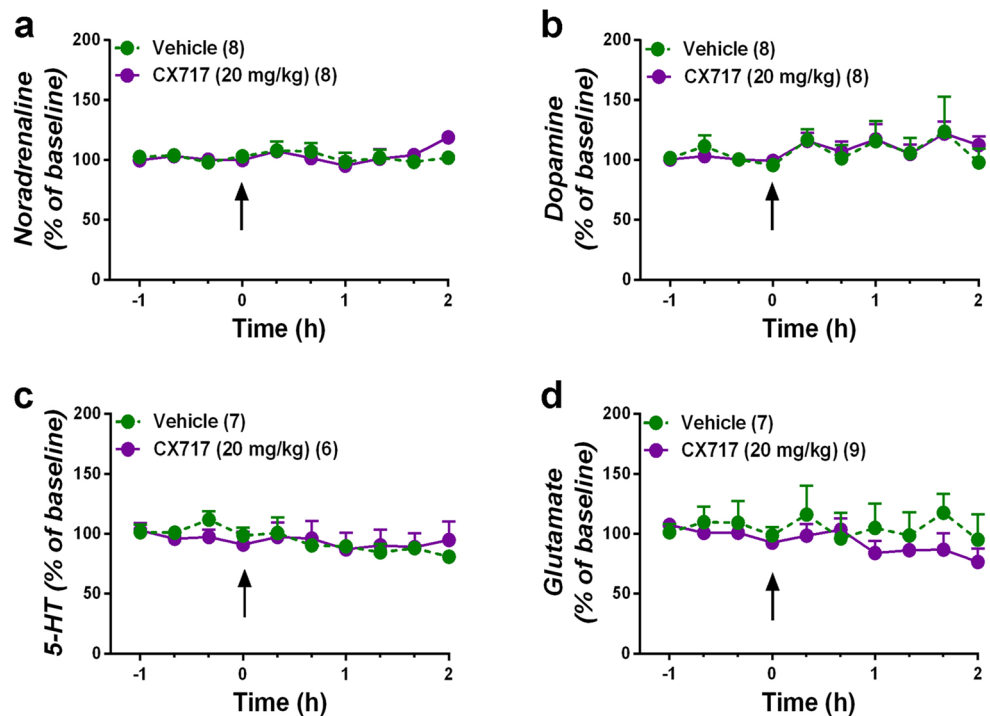 a
200
Vehicle (8)
CX717 (20 mg/kg) (8)
150
100
50
0
Noradrenaline
(% of baseline)
-1 0 1 2
Time (h)
b
200
Vehicle (8)
CX717 (20 mg/kg) (8)
150
100
50
0
Dopamine
(% of baseline)
-1 0 1 2
Time (h)
c
200
Vehicle (7)
CX717 (20 mg/kg) (6)
150
100
50
0
5-HT (% of baseline)
-1 0 1 2
Time (h)
d
200
Vehicle (7)
CX717 (20 mg/kg) (9)
150
100
50
0
Glutamate
(% of baseline)
-1 0 1 2
Time (h)